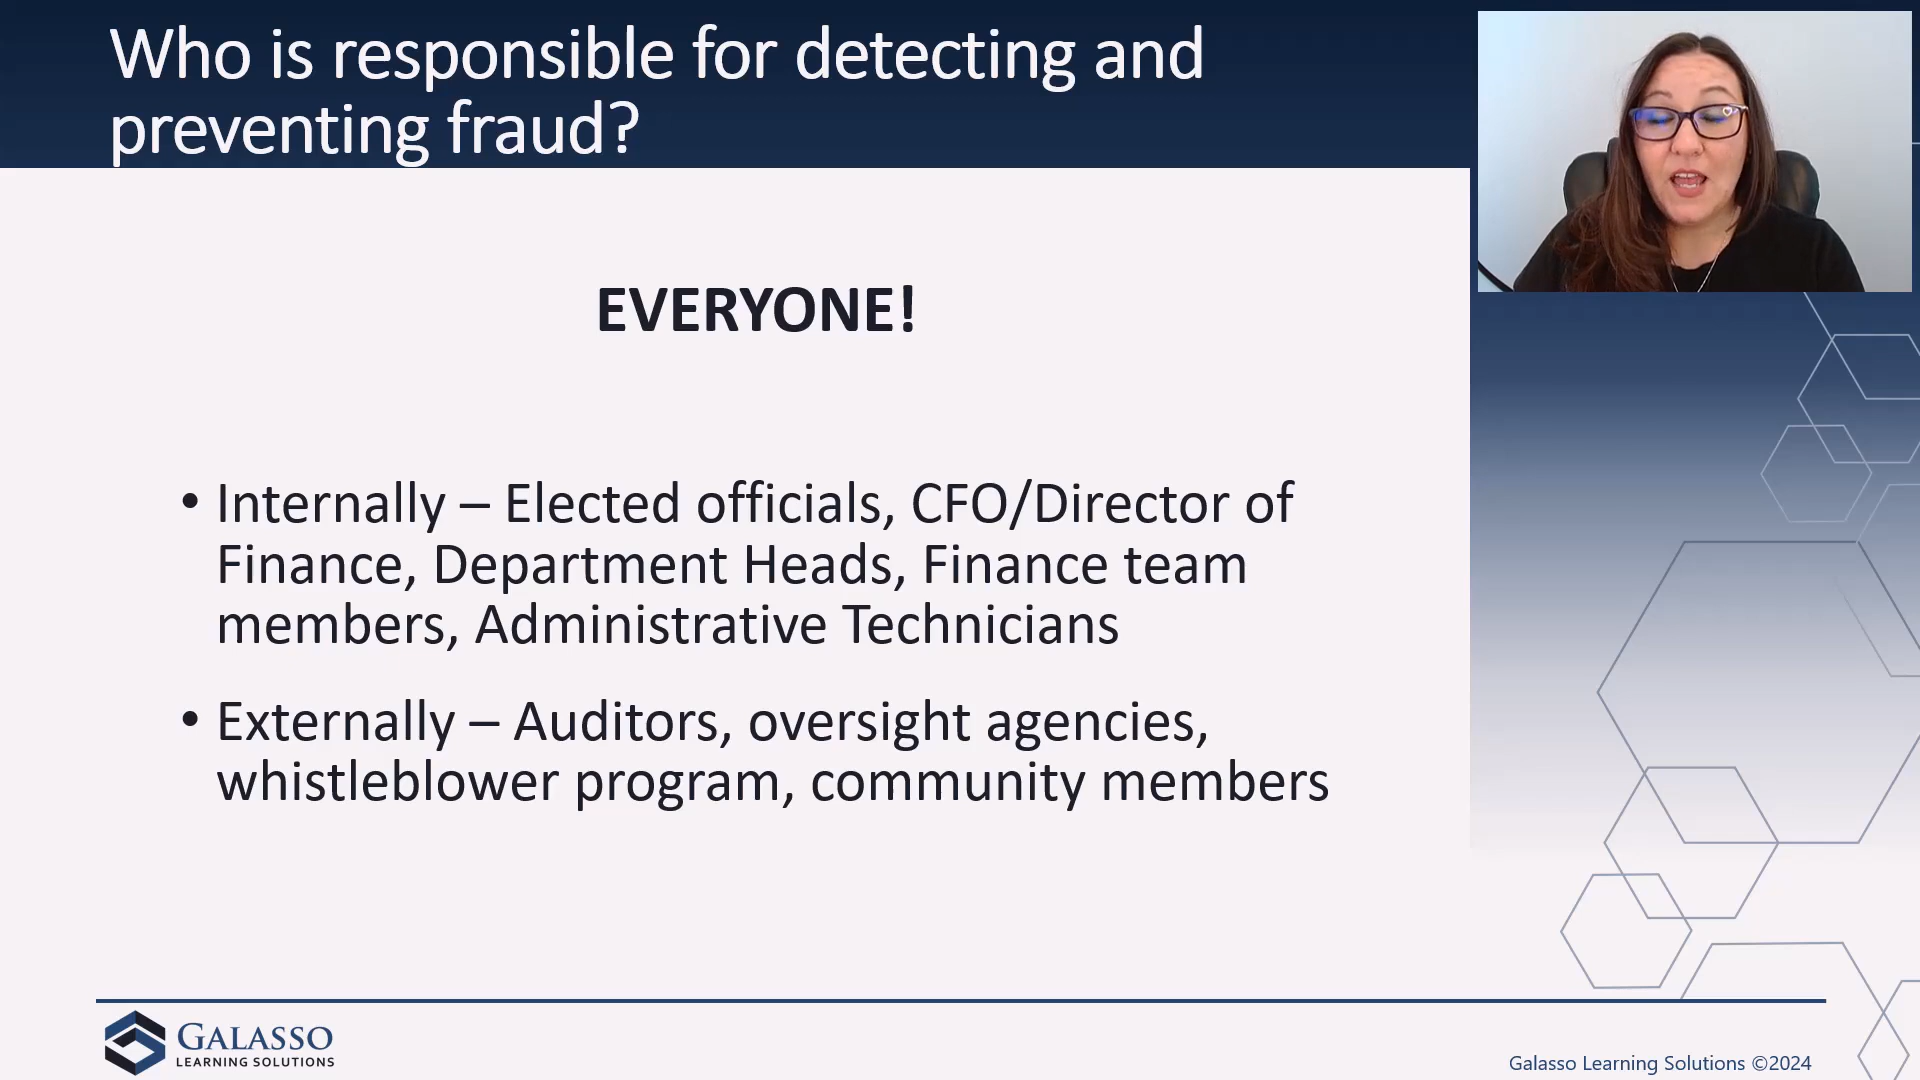 Who is responsible for detecting and
preventing fraud?
EVERYONE!
• Internally – Elected officials, CFO/Director of
Finance, Department Heads, Finance team
members, Administrative Technicians
• Externally – Auditors, oversight agencies,
whistleblower program, community members
GALASSO
LEARNING SOLUTIONS
Galasso Learning Solutions ©2024